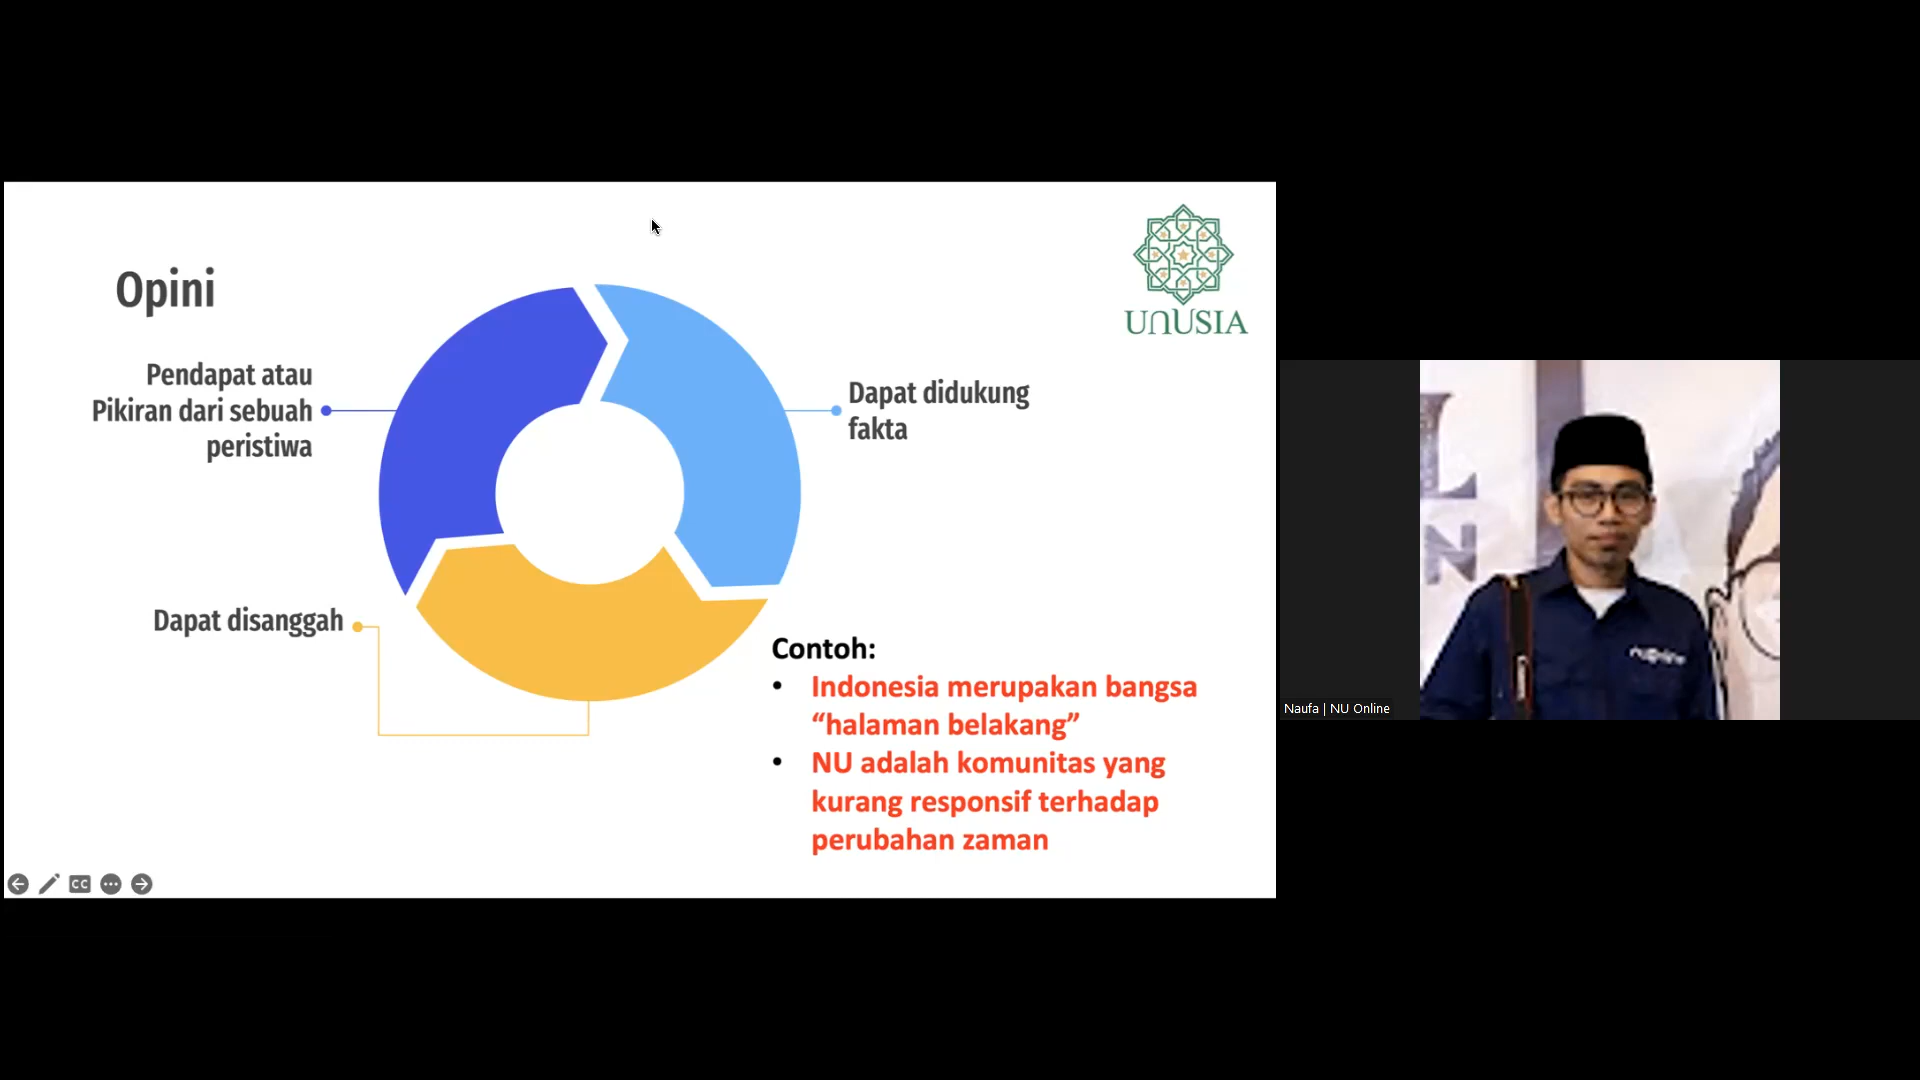 Opini
Pendapat atau
Pikiran dari sebuah
peristiwa
Dapat didukung
fakta
Dapat disanggah
Contoh:
• Indonesia merupakan bangsa
“halaman belakang”
• NU adalah komunitas yang
kurang responsif terhadap
perubahan zaman
UNUSIA
CC
Naufa | NU Online